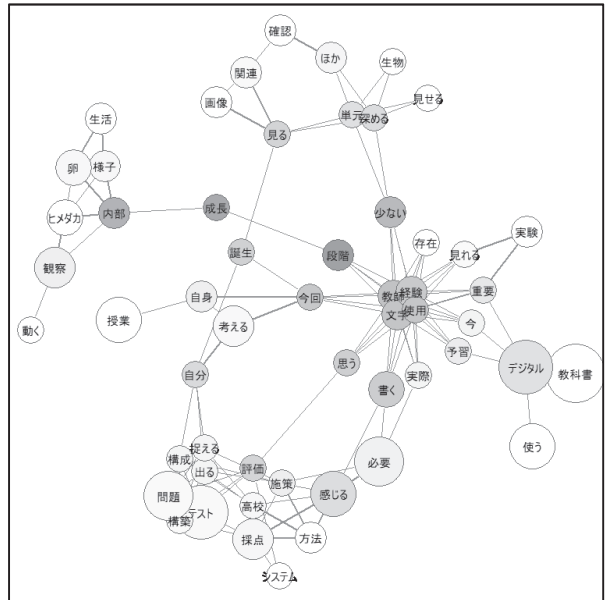 確認
ほか
生物
関連
画像
見せる
単元
深める
見る
生活
卵
様子
ヒメダカ
内部
成長
少ない
観察
誕生
段階
存在
見れる
実験
動く
授業
自身
考える
今回
教師
経験
文字
使用
重要
今
予習
デジタル
教科書
自分
思う
書く
実際
使う
捉える
構成
出る
評価
施策
必要
問題
テスト
構築
高校
感じる
採点
方法
システム